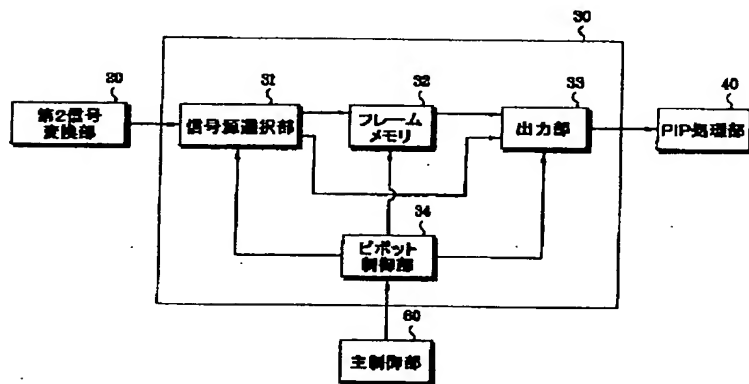 30
20
31
32
33
40
第2信号
変換部
信号源選択部
フレーム
メモリ
出力部
PIP処理部
34
ピボット
制御部
60
主制御部